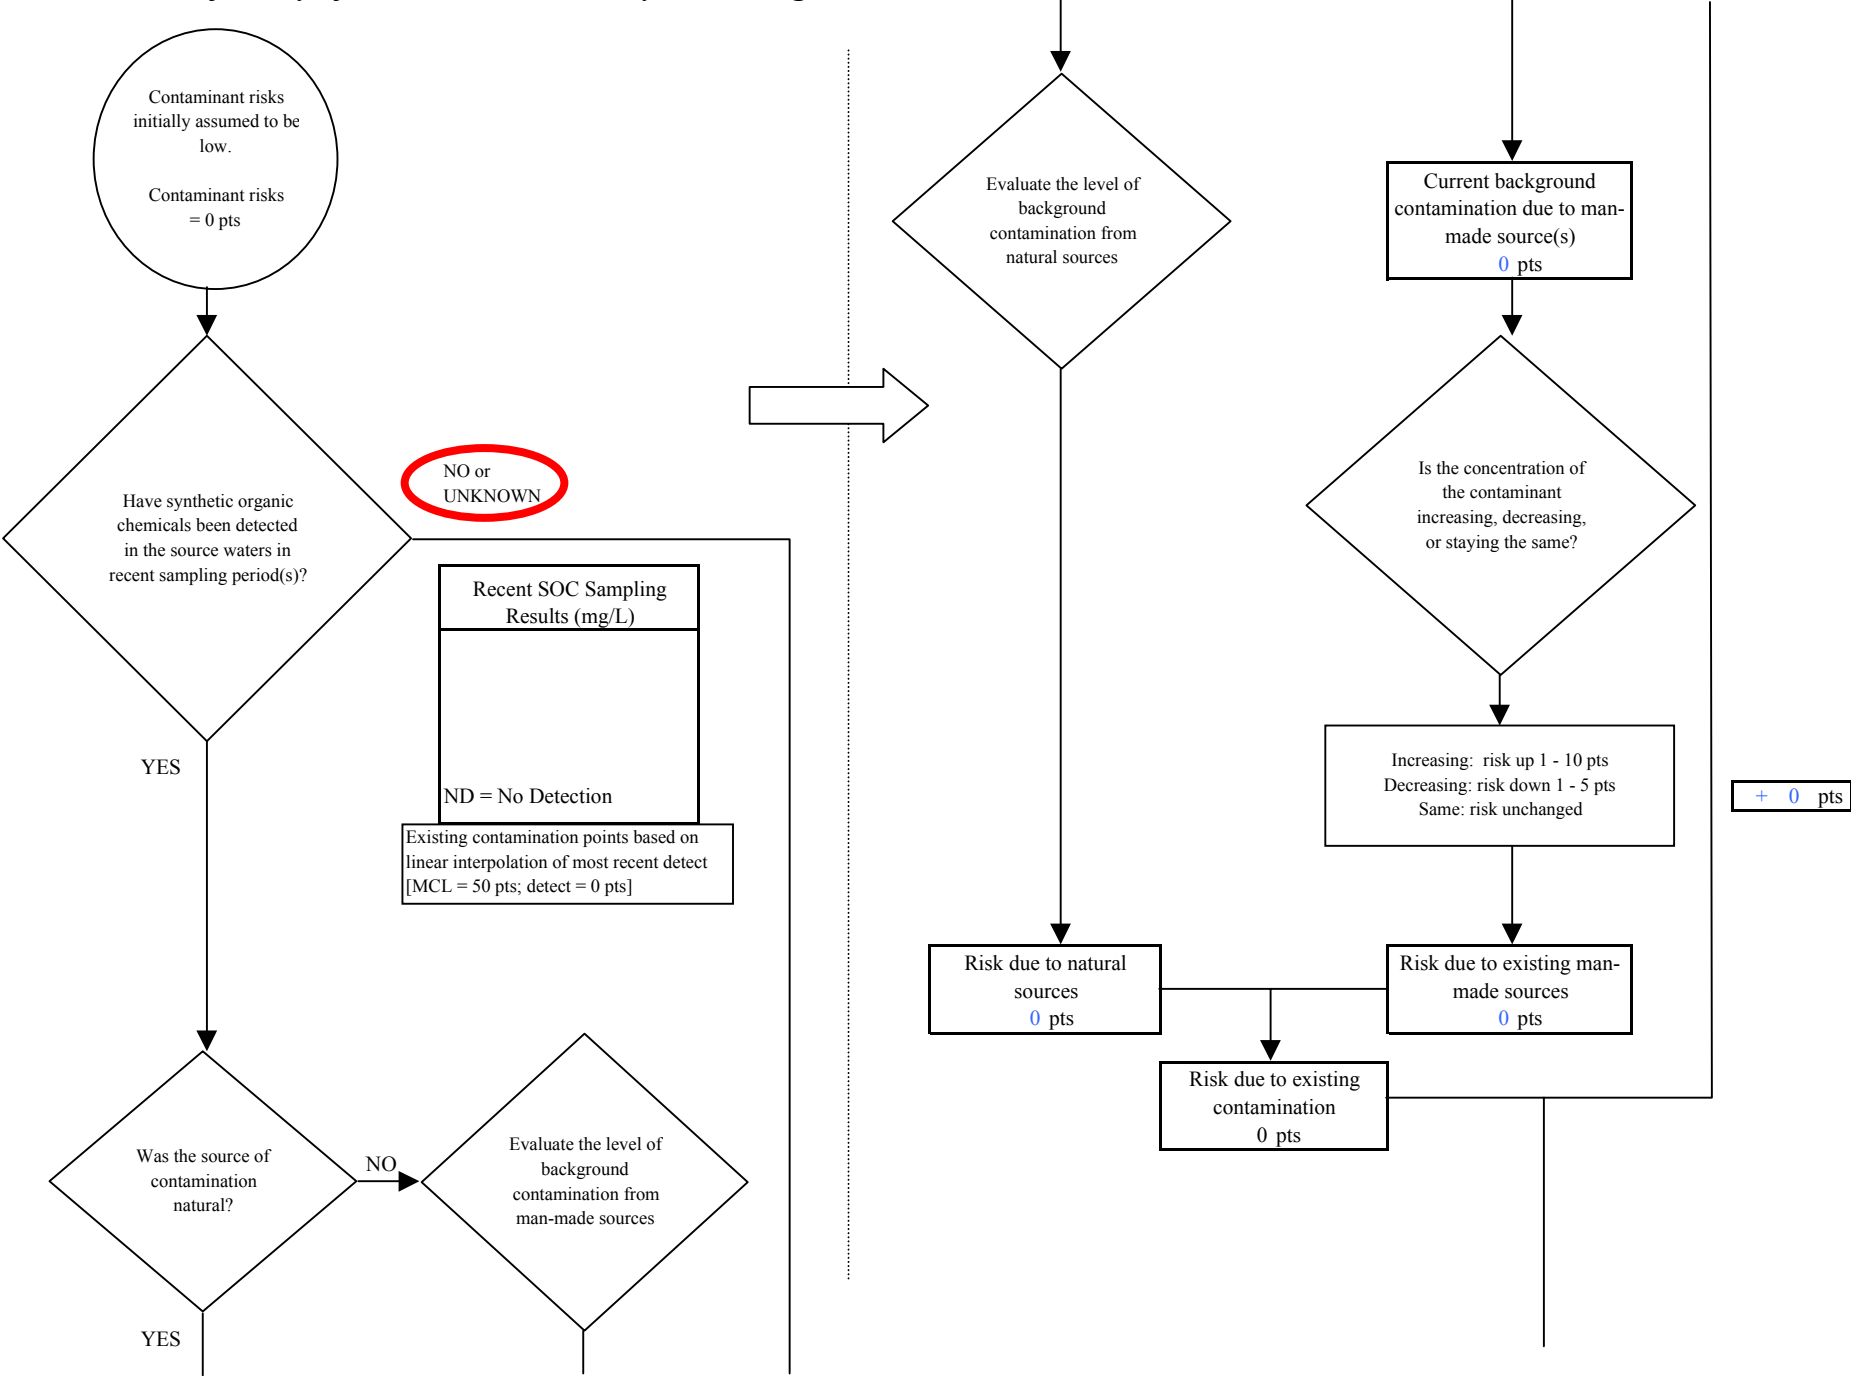 Contaminant risks
initially assumed to be
low.
Contaminant risks
= 0 pts
Have synthetic organic
chemicals been detected
in the source waters in
recent sampling period(s)?
NO or
UNKNOWN
Recent SOC Sampling
Results (mg/L)
ND = No Detection
Existing contamination points based on
linear interpolation of most recent detect
[MCL = 50 pts; detect = 0 pts]
YES
Was the source of
contamination
natural?
NO
Evaluate the level of
background
contamination from
man-made sources
YES
Evaluate the level of
background
contamination from
natural sources
Current background
contamination due to man-
made source(s)
0 pts
Is the concentration of
the contaminant
increasing, decreasing,
or staying the same?
Increasing: risk up 1 - 10 pts
Decreasing: risk down 1 - 5 pts
Same: risk unchanged
+ 0 pts
Risk due to natural
sources
0 pts
Risk due to existing man-
made sources
0 pts
Risk due to existing
contamination
0 pts